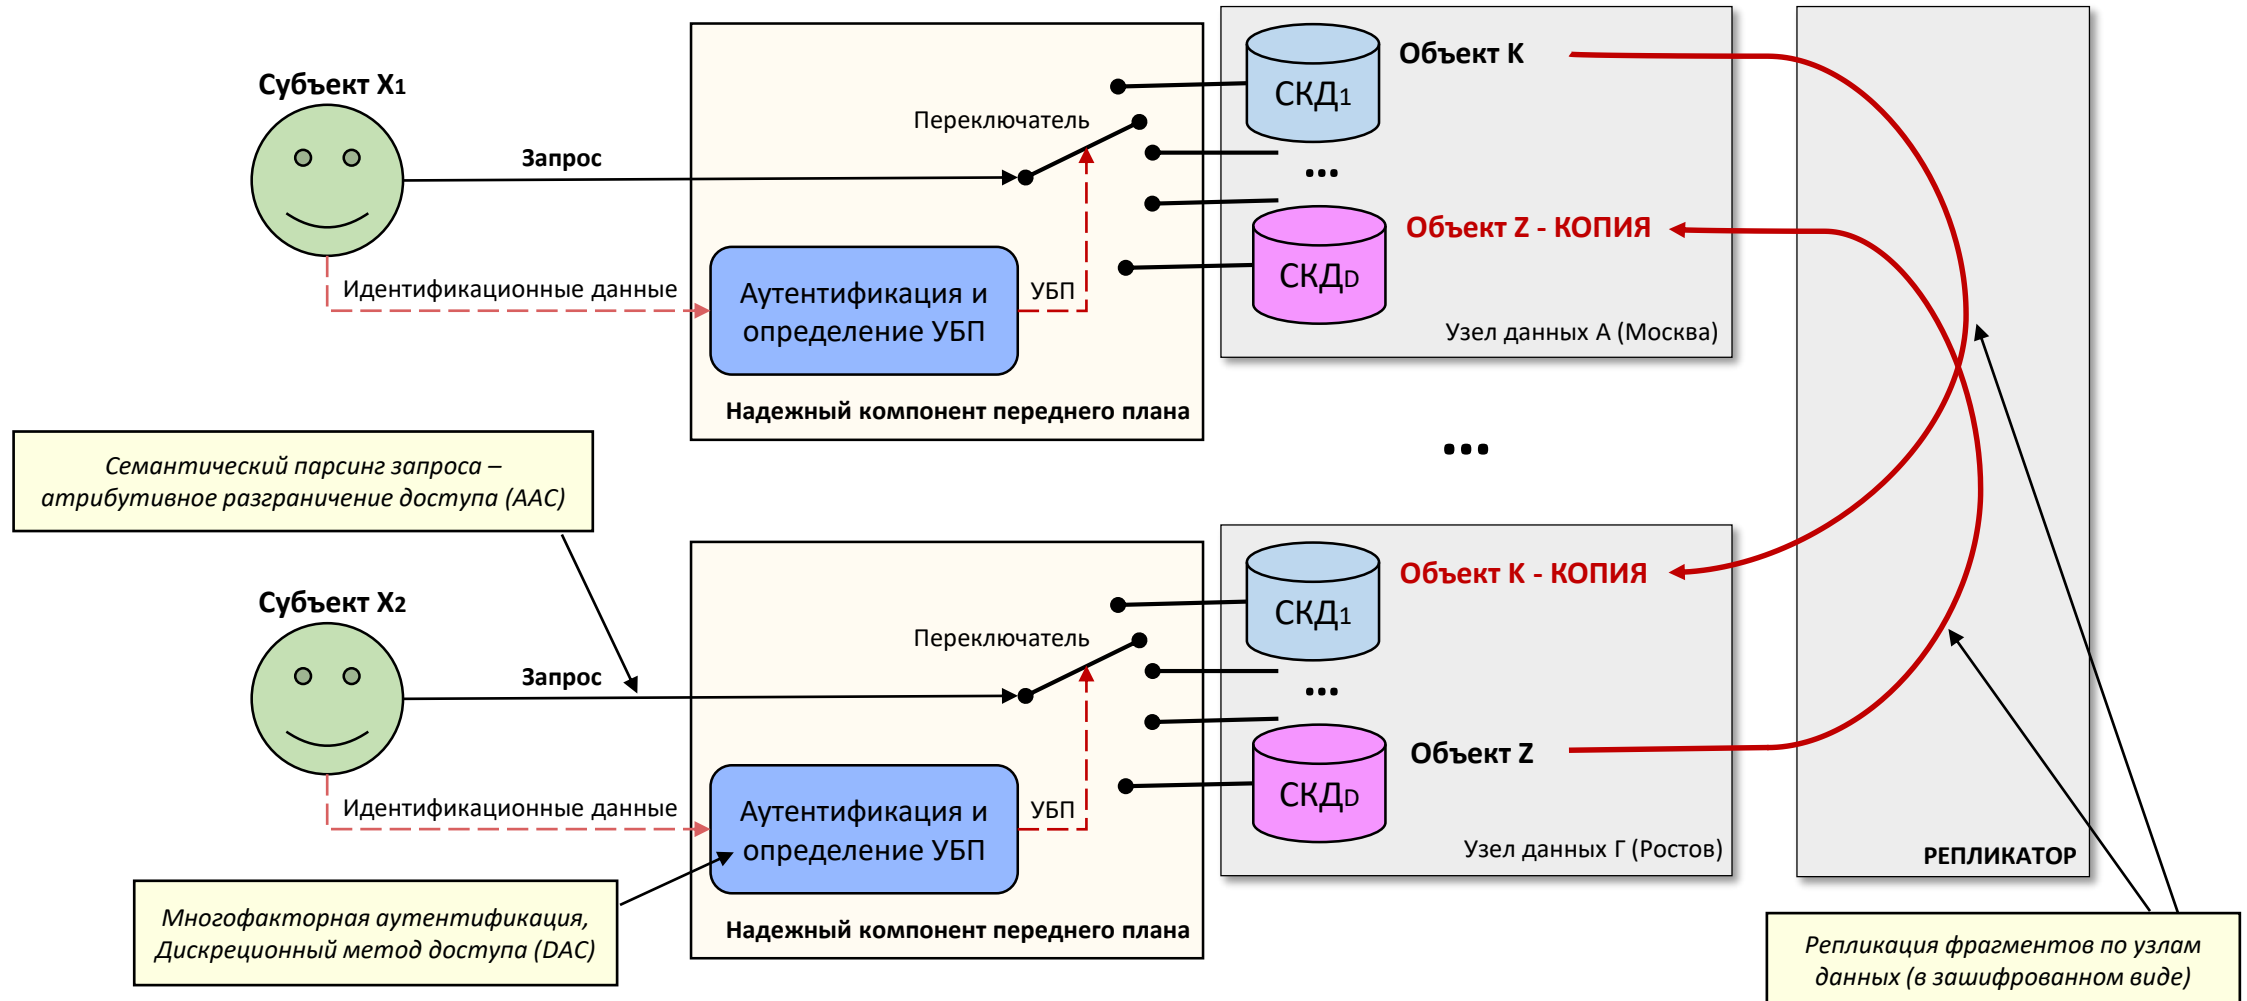 Субъект X1
Запрос
Идентификационные данные
Переключатель
Аутентификация и
определение УБП
УБП
Надежный компонент переднего плана
СКД1
...
СКДD
Объект K
Объект Z - КОПИЯ
Узел данных А (Москва)
...
Семантический парсинг запроса –
атрибутивное разграничение доступа (AAC)
Субъект X2
Запрос
Идентификационные данные
Переключатель
Аутентификация и
определение УБП
УБП
Надежный компонент переднего плана
СКД1
...
СКДD
Объект K - КОПИЯ
Объект Z
Узел данных Г (Ростов)
РЕПЛИКАТОР
Многофакторная аутентификация,
Дискреционный метод доступа (DAC)
Репликация фрагментов по узлам
данных (в зашифрованном виде)